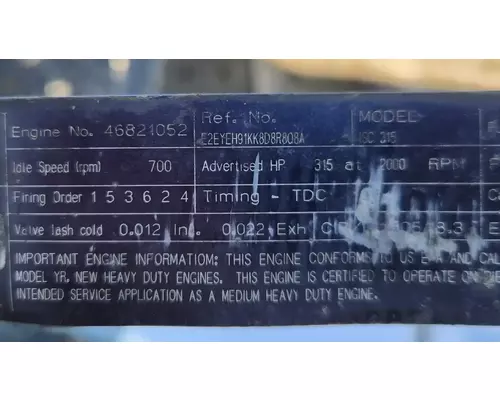 Engine No. 46821052 Ref. No. MODEL
E2EYEH91KK8D8R808A ISC 315
Idle Speed (rpm) 700 Advertised HP 315 at 2000 RPM
Firing Order 1 5 3 6 2 4 Timing - TDC
Valve lash cold 0.012 Int. 0.022 Exh 8.3
IMPORTANT ENGINE INFORMATION: THIS ENGINE CONFORMS TO US AND CAL
MODEL YR. NEW HEAVY DUTY ENGINES. THIS ENGINE IS CERTIFIED TO OPERATE ON DIE
INTENDED SERVICE APPLICATION AS A MEDIUM HEAVY DUTY ENGINE.